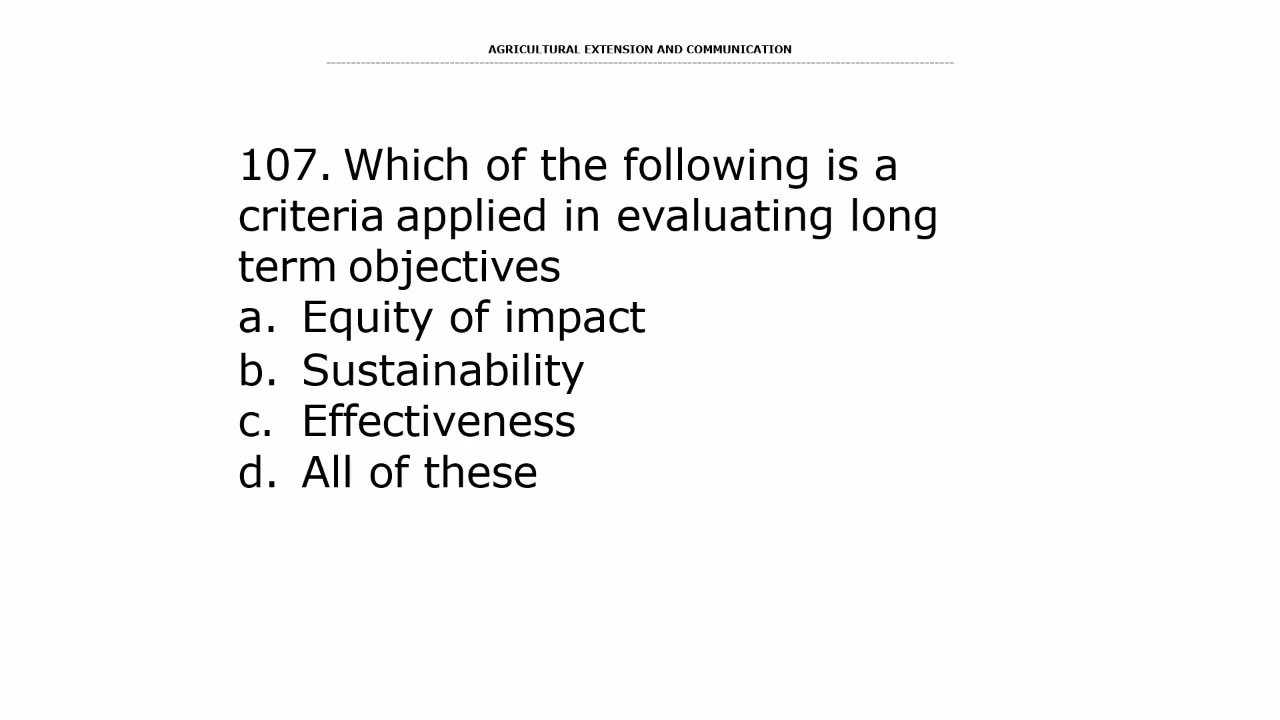 AGRICULTURAL EXTENSION AND COMMUNICATION
107. Which of the following is a
criteria applied in evaluating long
term objectives
a. Equity of impact
b. Sustainability
c. Effectiveness
d. All of these